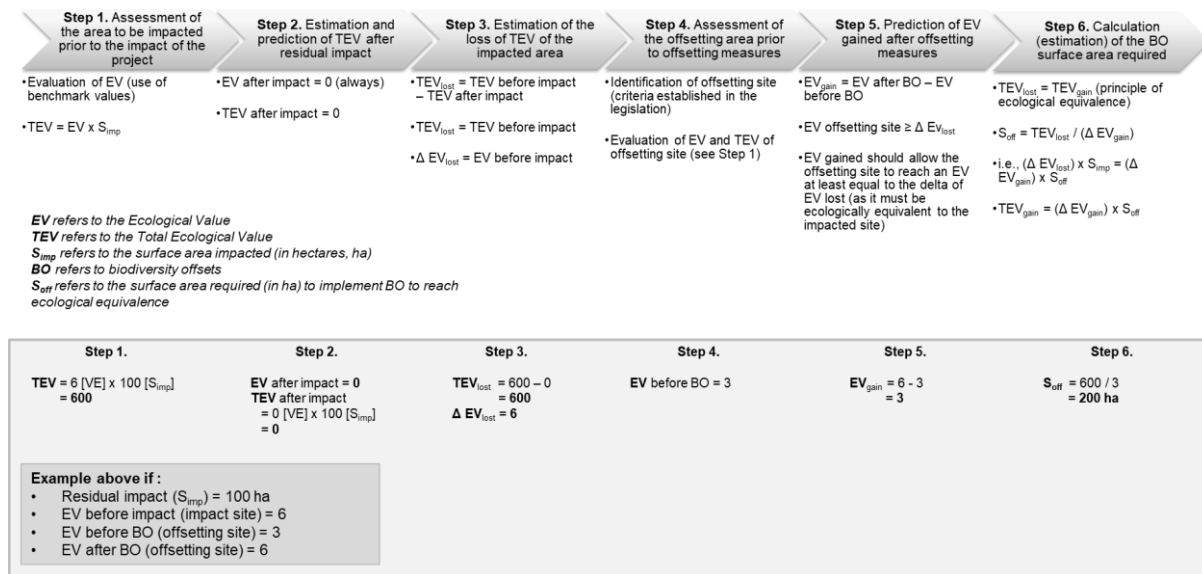 Step 1. Assessment of
the area to be impacted
prior to the impact of the
project
Step 2. Estimation and
prediction of TEV after
residual impact
Step 3. Estimation of the
loss of TEV of the
impacted area
Step 4. Assessment of
the offsetting area prior
to offsetting measures
Step 5. Prediction of EV
gained after offsetting
measures
Step 6. Calculation
(estimation) of the BO
surface area required
•Evaluation of EV (use of
benchmark values)
•TEV = EV x Simp
•EV after impact = 0 (always)
•TEV after impact = 0
•TEVlost = TEV before impact
– TEV after impact
•TEVlost = TEV before impact
•Δ EVlost = EV before impact
•Identification of offsetting site
(criteria established in the
legislation)
•Evaluation of EV and TEV of
offsetting site (see Step 1)
•EVgain = EV after BO – EV
before BO
•EV offsetting site ≥ Δ Evlost
•EV gained should allow the
offsetting site to reach an EV
at least equal to the delta of
EV lost (as it must be
ecologically equivalent to the
impacted site)
•TEVlost = TEVgain (principle of
ecological equivalence)
•Soff = TEVlost / (Δ EVgain)
•i.e., (Δ EVlost) x Simp = (Δ
EVgain) x Soff
•TEVgain = (Δ EVgain) x Soff
EV refers to the Ecological Value
TEV refers to the Total Ecological Value
Simp refers to the surface area impacted (in hectares, ha)
BO refers to biodiversity offsets
Soff refers to the surface area required (in ha) to implement BO to reach
ecological equivalence
Step 1.
TEV = 6 [VE] x 100 [Simp]
= 600
Step 2.
EV after impact = 0
TEV after impact
= 0 [VE] x 100 [Simp]
= 0
Step 3.
TEVlost = 600 – 0
= 600
Δ EVlost = 6
Step 4.
EV before BO = 3
Step 5.
EVgain = 6 - 3
= 3
Step 6.
Soff = 600 / 3
= 200 ha
Example above if :
• Residual impact (Simp) = 100 ha
• EV before impact (impact site) = 6
• EV before BO (offsetting site) = 3
• EV after BO (offsetting site) = 6